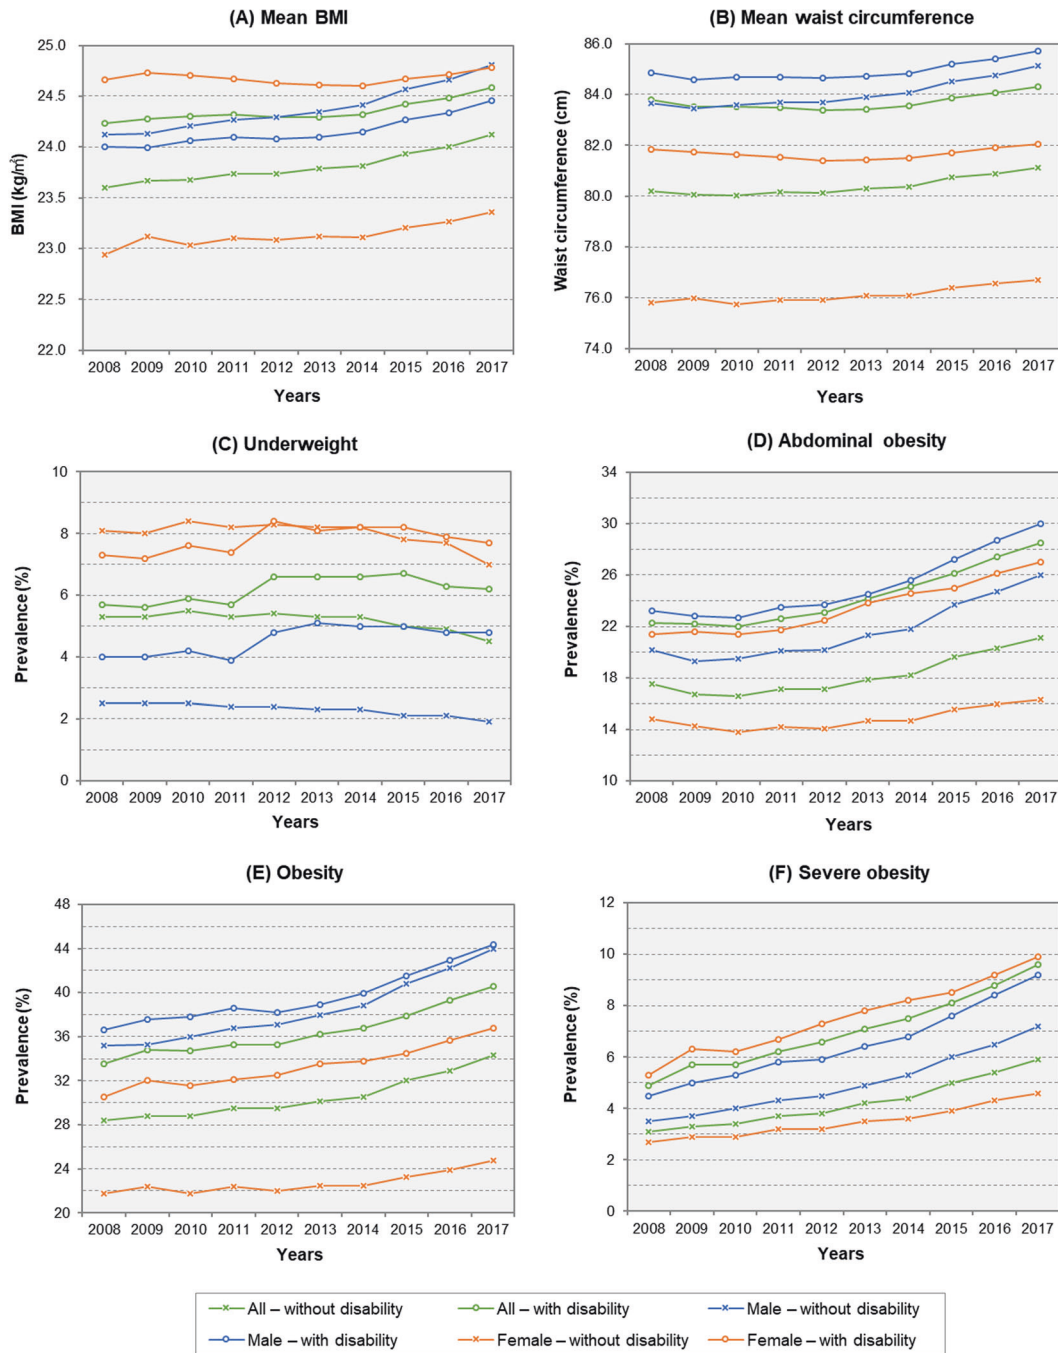 (A) Mean BMI
25.0
24.5
24.0
23.5
23.0
22.5
22.0
BMI (kg/㎡)
2008 2009 2010 2011 2012 2013 2014 2015 2016 2017
Years
(B) Mean waist circumference
86.0
84.0
82.0
80.0
78.0
76.0
74.0
Waist circumference (cm)
2008 2009 2010 2011 2012 2013 2014 2015 2016 2017
Years
(C) Underweight
10
8
6
4
2
0
Prevalence (%)
2008 2009 2010 2011 2012 2013 2014 2015 2016 2017
Years
(D) Abdominal obesity
34
30
26
22
18
14
10
Prevalence (%)
2008 2009 2010 2011 2012 2013 2014 2015 2016 2017
Years
(E) Obesity
48
44
40
36
32
28
24
20
Prevalence (%)
2008 2009 2010 2011 2012 2013 2014 2015 2016 2017
Years
(F) Severe obesity
12
10
8
6
4
2
0
Prevalence (%)
2008 2009 2010 2011 2012 2013 2014 2015 2016 2017
Years
All – without disability All – with disability Male – without disability
Male – with disability Female – without disability Female – with disability